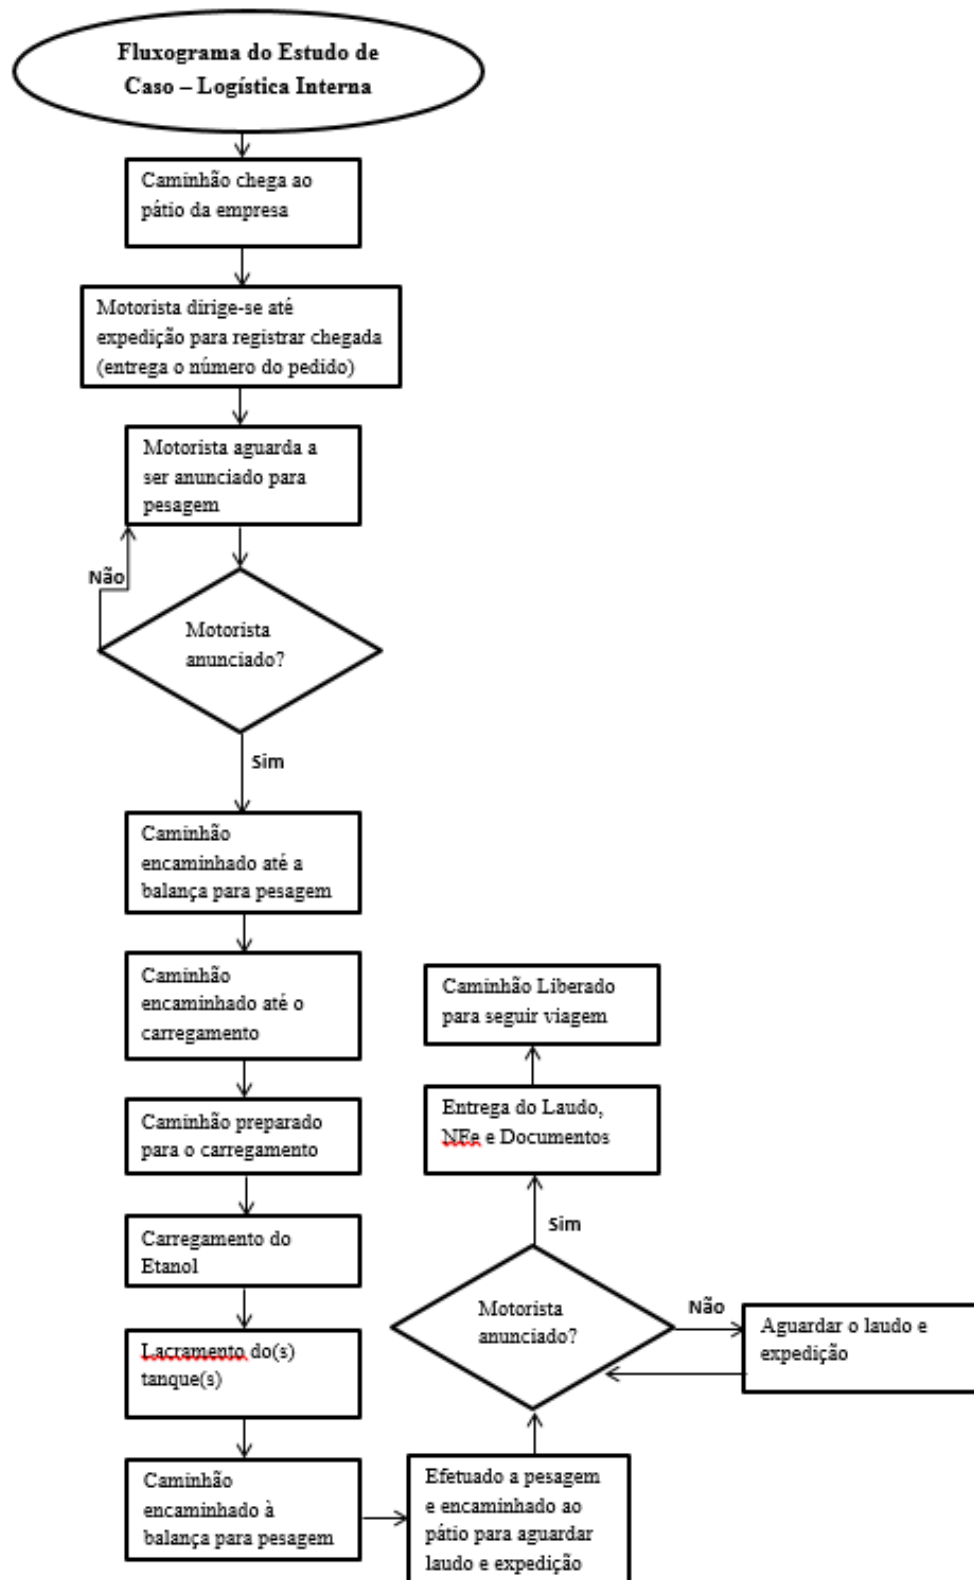 Fluxograma do Estudo de
Caso – Logística Interna
Caminhão chega ao
pátio da empresa
Motorista dirige-se até
expedição para registrar chegada
(entrega o número do pedido)
Motorista aguarda a
ser anunciado para
pesagem
Não
Motorista
anunciado?
Sim
Caminhão
encaminhado até a
balança para pesagem
Caminhão
encaminhado até o
carregamento
Caminhão preparado
para o carregamento
Carregamento do
Etanol
Lacramento do(s)
tanque(s)
Caminhão
encaminhado à
balança para pesagem
Efetuado a pesagem
e encaminhado ao
pátio para aguardar
laudo e expedição
Motorista
anunciado?
Não
Aguardar o laudo e
expedição
Sim
Entrega do Laudo,
NFe e Documentos
Caminhão Liberado
para seguir viagem